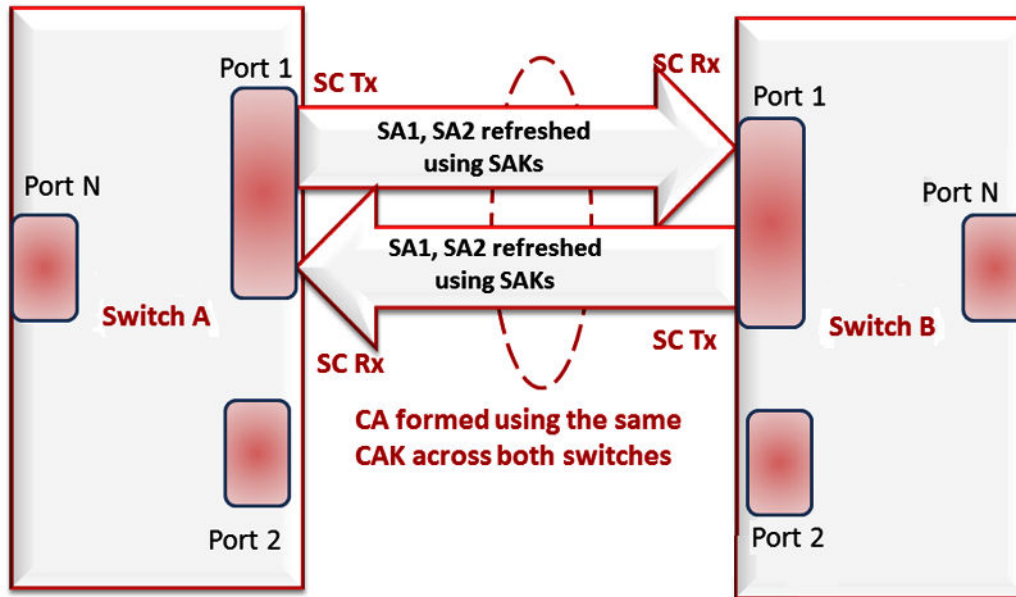 Port 1
SC Tx
SC Rx
Port 1
SA1, SA2 refreshed
using SAKs
Port N
Port N
SA1, SA2 refreshed
using SAKs
Switch A
Switch B
SC Rx
SC Tx
CA formed using the same
CAK across both switches
Port 2
Port 2